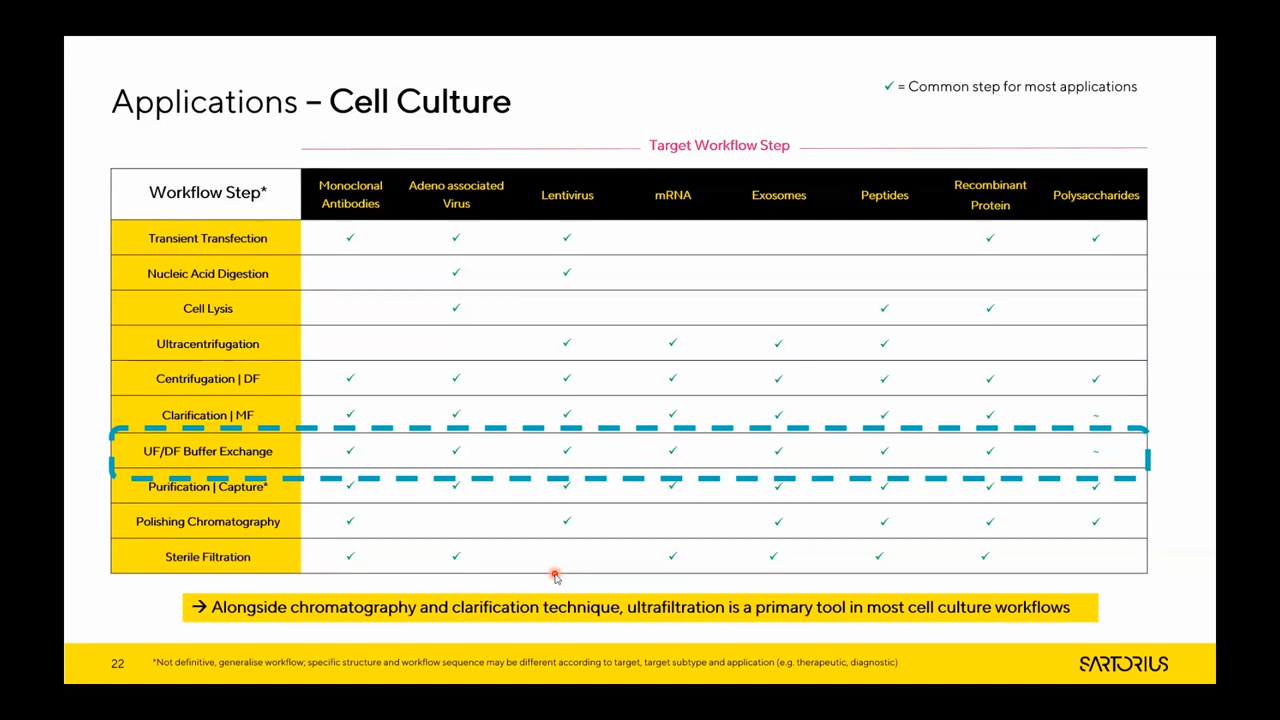 Applications – Cell Culture
✓ = Common step for most applications
Target Workflow Step
Workflow Step*
Monoclonal Antibodies
Adeno associated Virus
Lentivirus
mRNA
Exosomes
Peptides
Recombinant Protein
Polysaccharides
Transient Transfection ✓ ✓ ✓ ✓ ✓
Nucleic Acid Digestion ✓ ✓
Cell Lysis ✓ ✓ ✓
Ultracentrifugation ✓ ✓ ✓ ✓
Centrifugation | DF ✓ ✓ ✓ ✓ ✓ ✓ ✓ ✓
Clarification | MF ✓ ✓ ✓ ✓ ✓ ✓ ✓ ~
UF/DF Buffer Exchange ✓ ✓ ✓ ✓ ✓ ✓ ✓ ~
Purification | Capture* ✓ ✓ ✓ ✓ ✓ ✓ ✓ ✓
Polishing Chromatography ✓ ✓ ✓ ✓ ✓ ✓
Sterile Filtration ✓ ✓ ✓ ✓ ✓ ✓
→ Alongside chromatography and clarification technique, ultrafiltration is a primary tool in most cell culture workflows
22
*Not definitive, generalise workflow; specific structure and workflow sequence may be different according to target, target subtype and application (e.g. therapeutic, diagnostic)
SARTORIUS